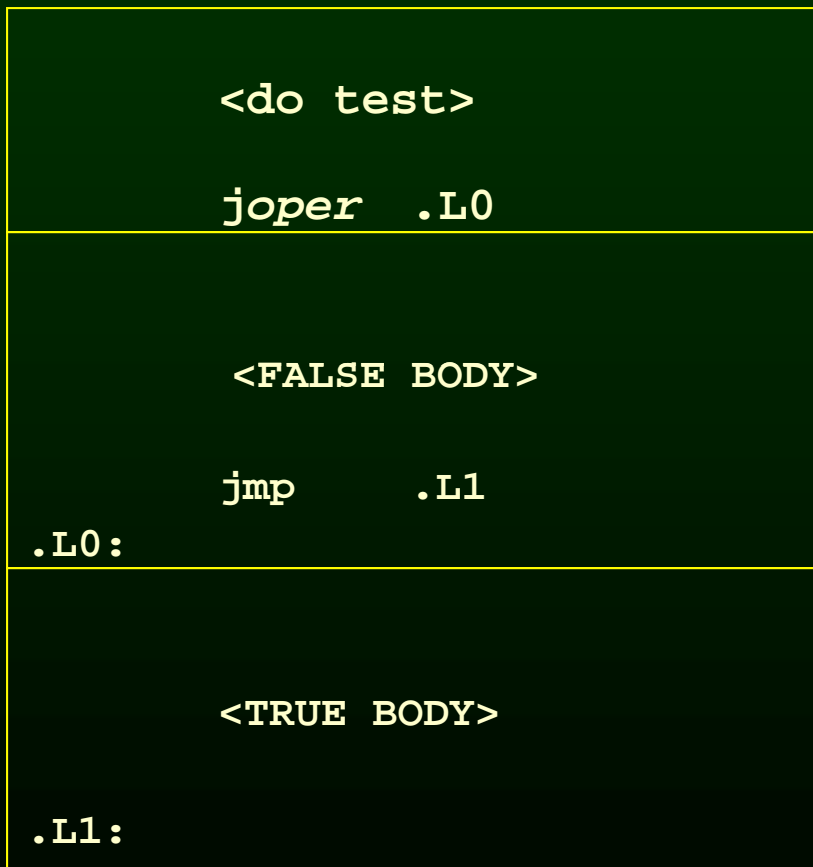 <do test>
joper .L0
<FALSE BODY>
jmp .L1
.L0:
<TRUE BODY>
.L1: